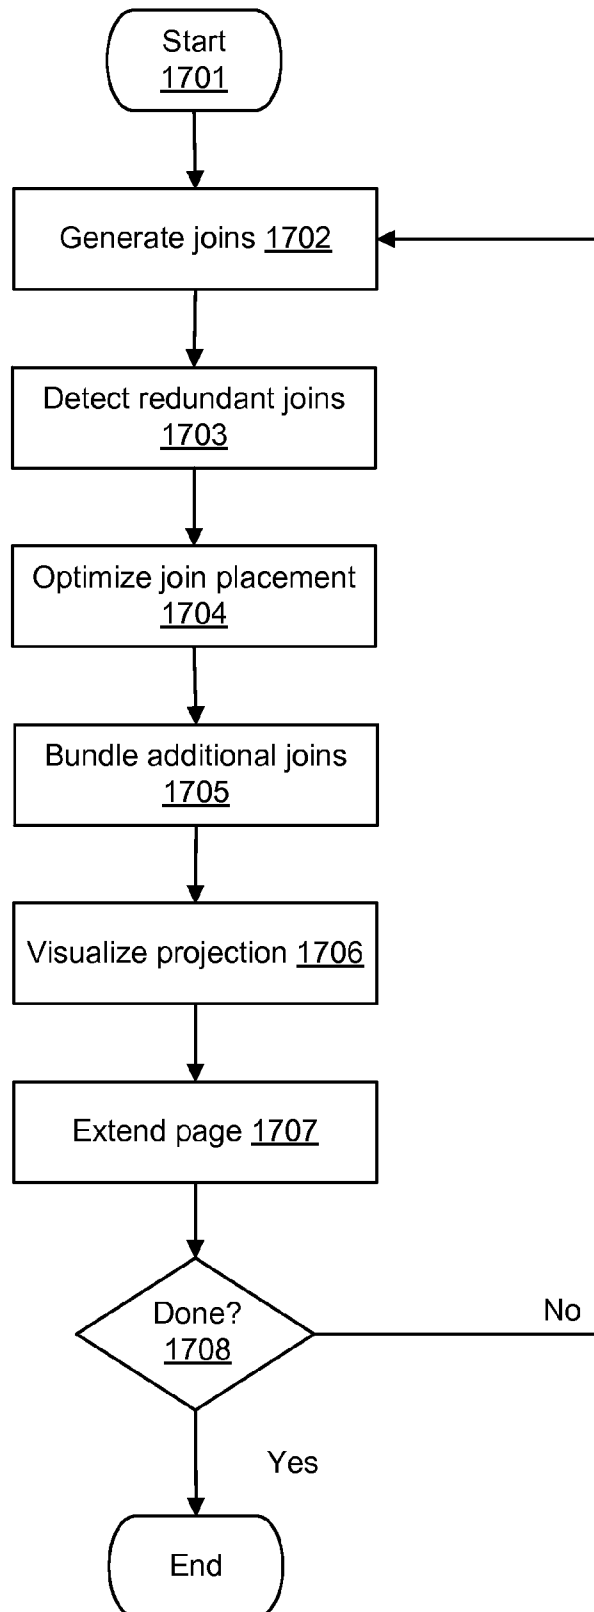 Start
1701
Generate joins 1702
Detect redundant joins
1703
Optimize join placement
1704
Bundle additional joins
1705
Visualize projection 1706
Extend page 1707
Done?
1708
No
Yes
End